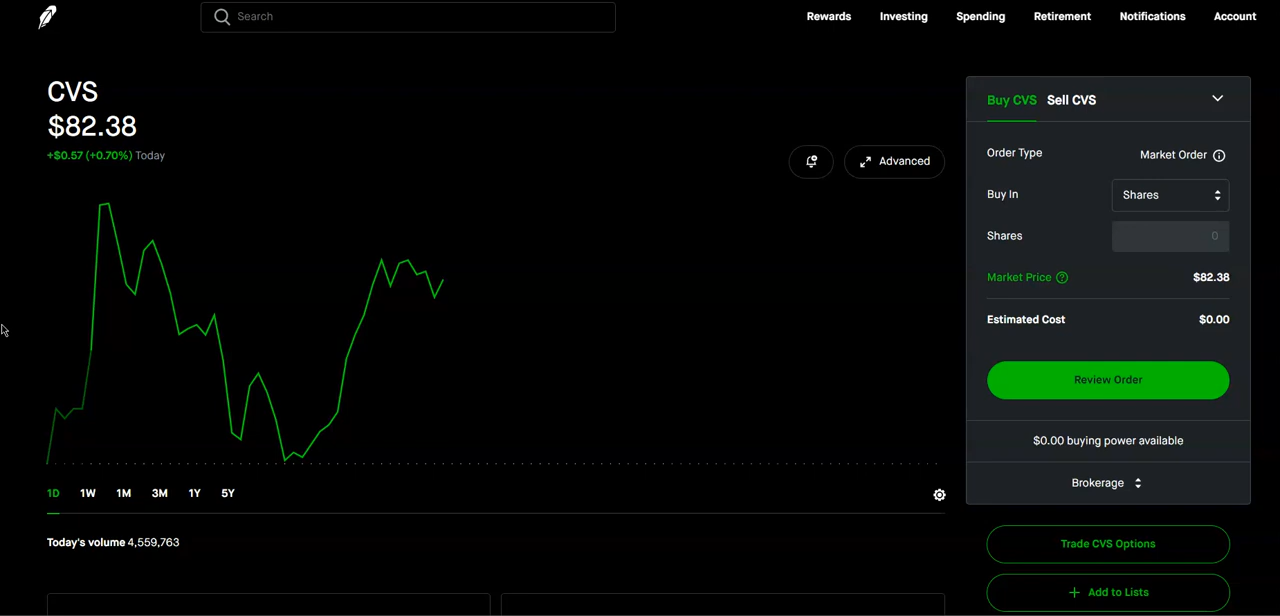 Search
Rewards
Investing
Spending
Retirement
Notifications
Account
CVS
$82.38
+$0.57 (+0.70%) Today
Advanced
1D
1W
1M
3M
1Y
5Y
Today's volume 4,559,763
Buy CVS
Sell CVS
Order Type
Market Order
Buy In
Shares
Shares
0
Market Price
$82.38
Estimated Cost
$0.00
Review Order
$0.00 buying power available
Brokerage
Trade CVS Options
+ Add to Lists